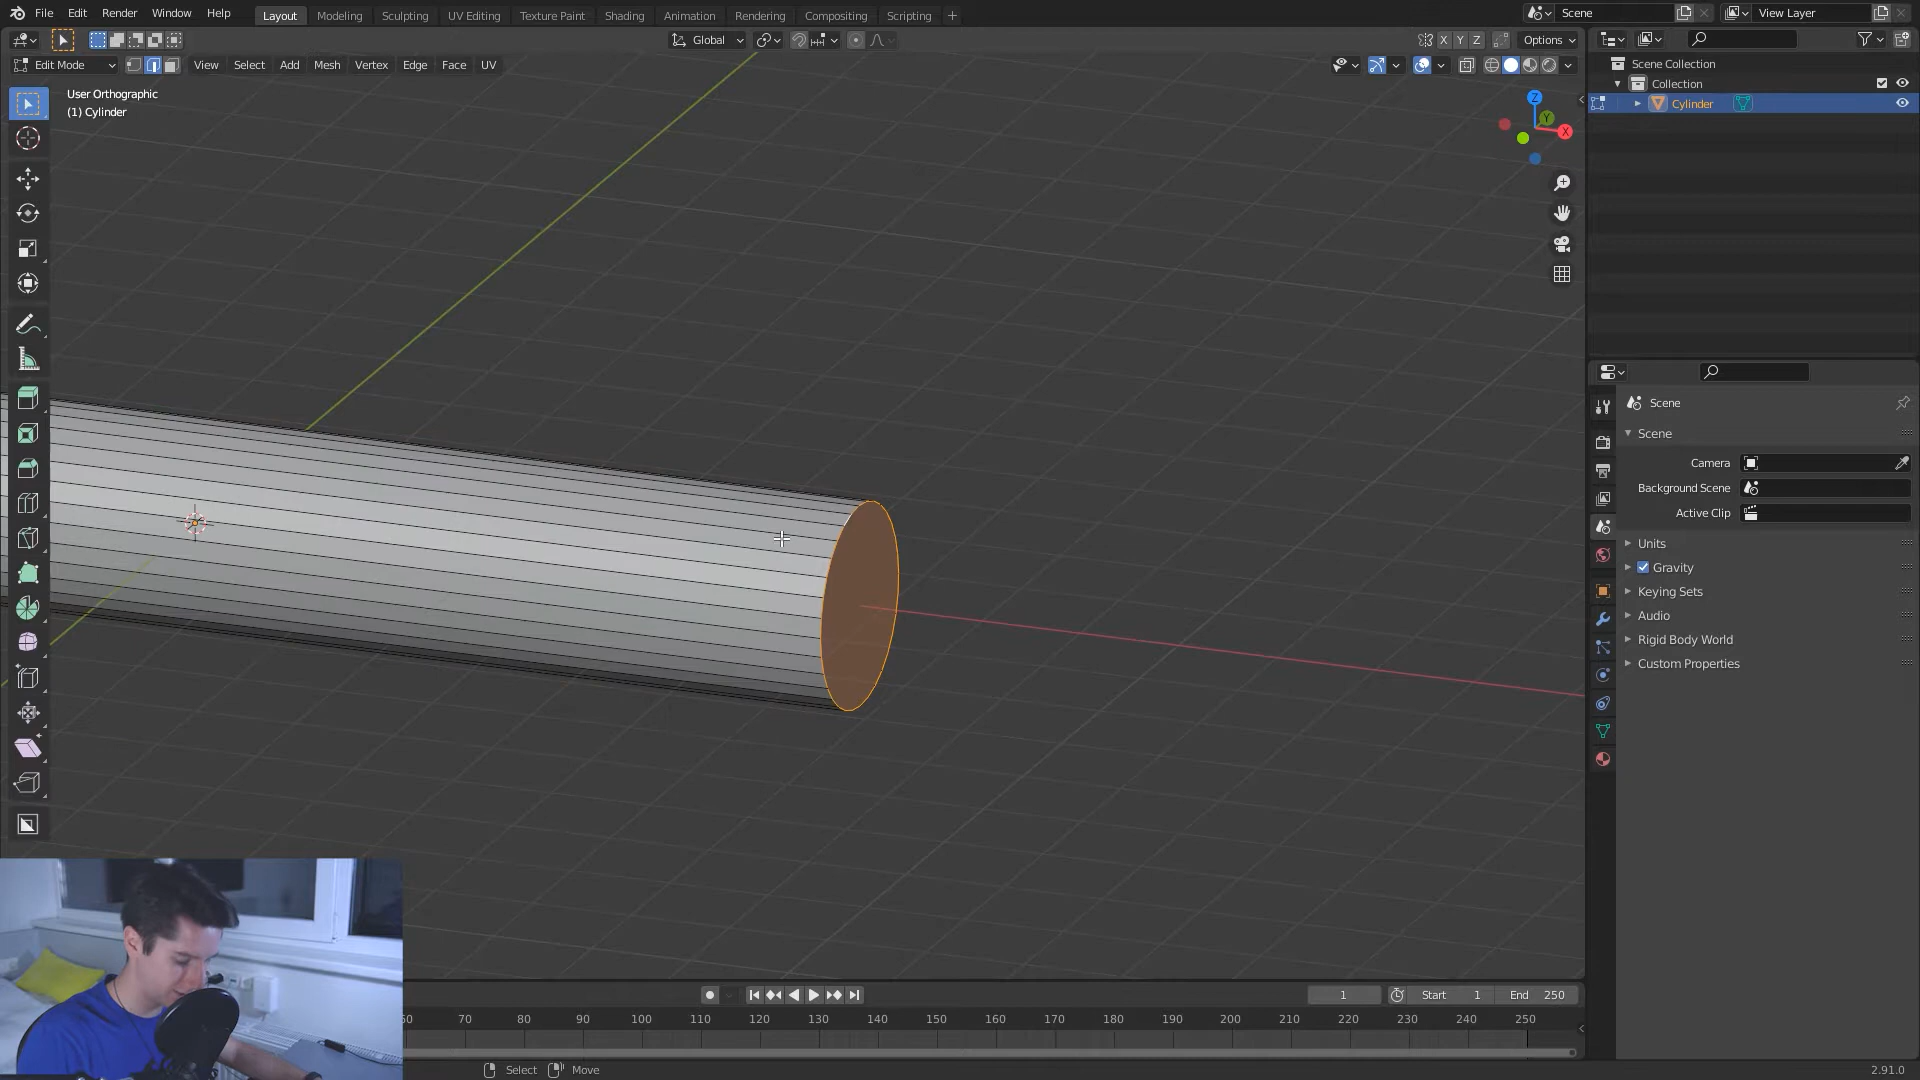 File Edit Render Window Help Layout Modeling Sculpting UV Editing Texture Paint Shading Animation Rendering Compositing Scripting + Scene View Layer
Global X Y Z Options
Edit Mode View Select Add Mesh Vertex Edge Face UV
User Orthographic
(1) Cylinder
Z
Y
X
Scene Collection
Collection
Cylinder
Scene
Scene
Camera
Background Scene
Active Clip
Units
Gravity
Keying Sets
Audio
Rigid Body World
Custom Properties
1 Start 1 End 250
60 70 80 90 100 110 120 130 140 150 160 170 180 190 200 210 220 230 240 250
Select Move 2.91.0